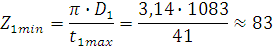 Z₁min = π · D₁ / t₁max = 3,14 · 1083 / 41 ≈ 83